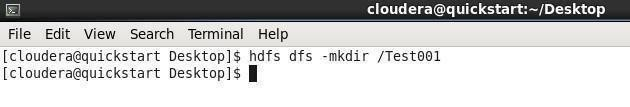 cloudera@quickstart:~/Desktop
File Edit View Search Terminal Help
[cloudera@quickstart Desktop]$ hdfs dfs -mkdir /Test001
[cloudera@quickstart Desktop]$